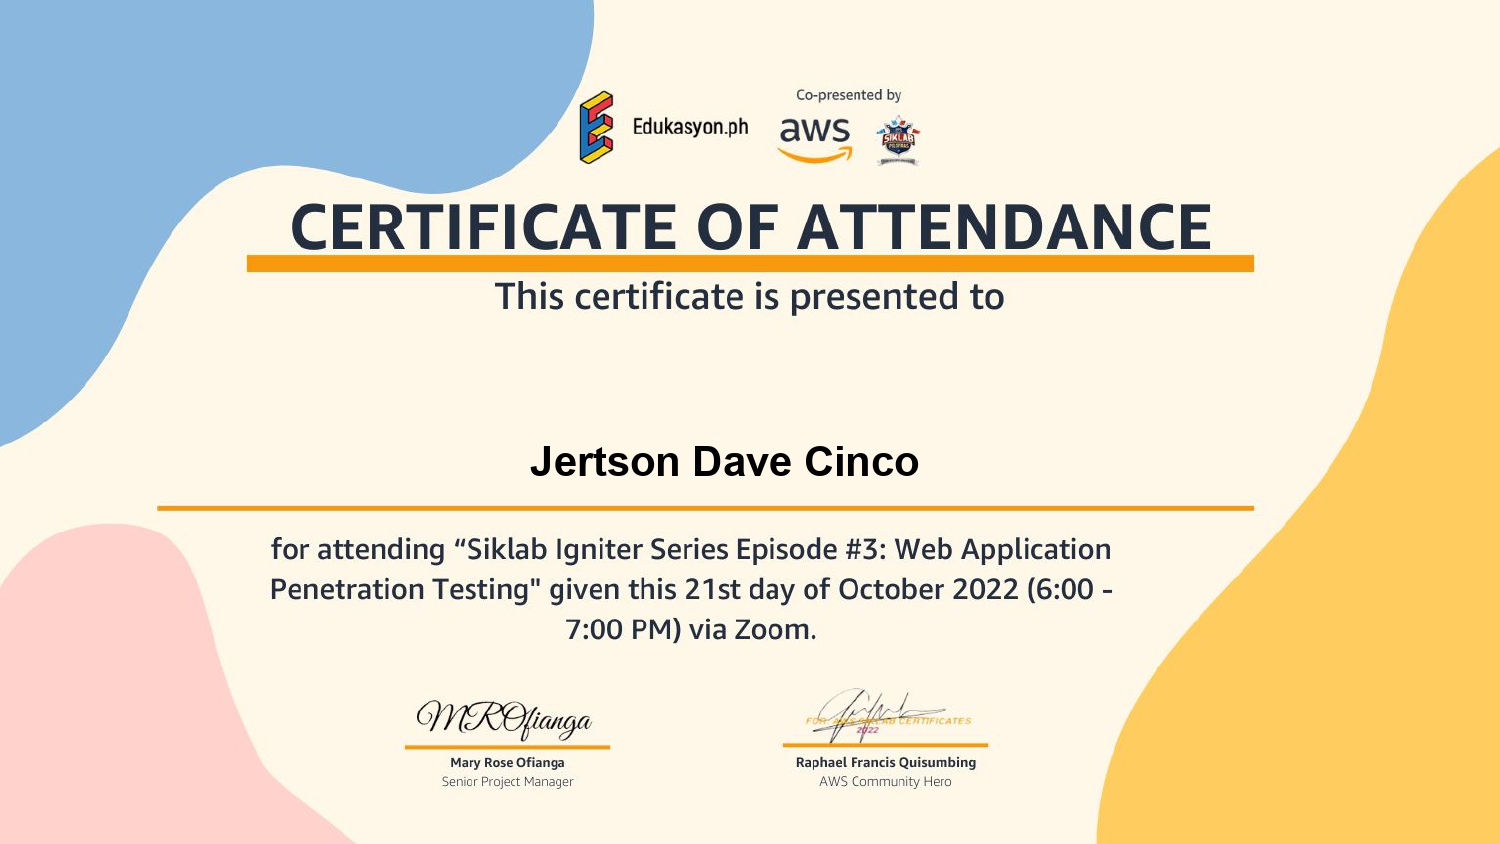 Co-presented by
Edukasyon.ph
aws
SIKLAB
PILIPINAS
CERTIFICATE OF ATTENDANCE
This certificate is presented to
Jertson Dave Cinco
for attending “Siklab Igniter Series Episode #3: Web Application
Penetration Testing" given this 21st day of October 2022 (6:00 -
7:00 PM) via Zoom.
MROfianga
FOR AWS SIKLAB CERTIFICATES
2022
Mary Rose Ofianga
Raphael Francis Quisumbing
Senior Project Manager
AWS Community Hero